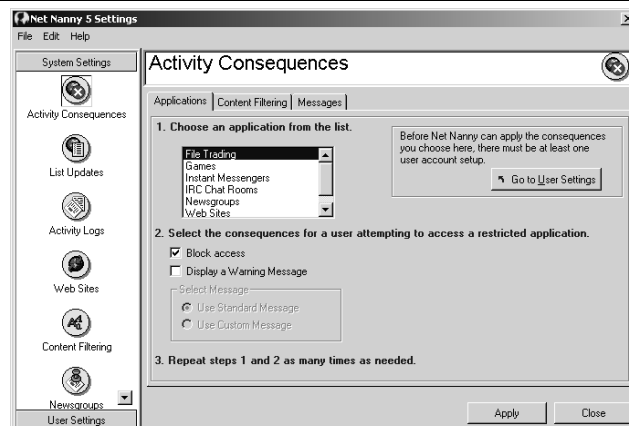 Net Nanny 5 Settings
File Edit Help
System Settings
Activity Consequences
List Updates
Activity Logs
Web Sites
Content Filtering
Newsgroups
User Settings
Activity Consequences
Applications Content Filtering Messages
1. Choose an application from the list.
File Trading
Games
Instant Messengers
IRC Chat Rooms
Newsgroups
Web Sites
Before Net Nanny can apply the consequences
you choose here, there must be at least one
user account setup.
Go to User Settings
2. Select the consequences for a user attempting to access a restricted application.
Block access
Display a Warning Message
Select Message
Use Standard Message
Use Custom Message
3. Repeat steps 1 and 2 as many times as needed.
Apply Close